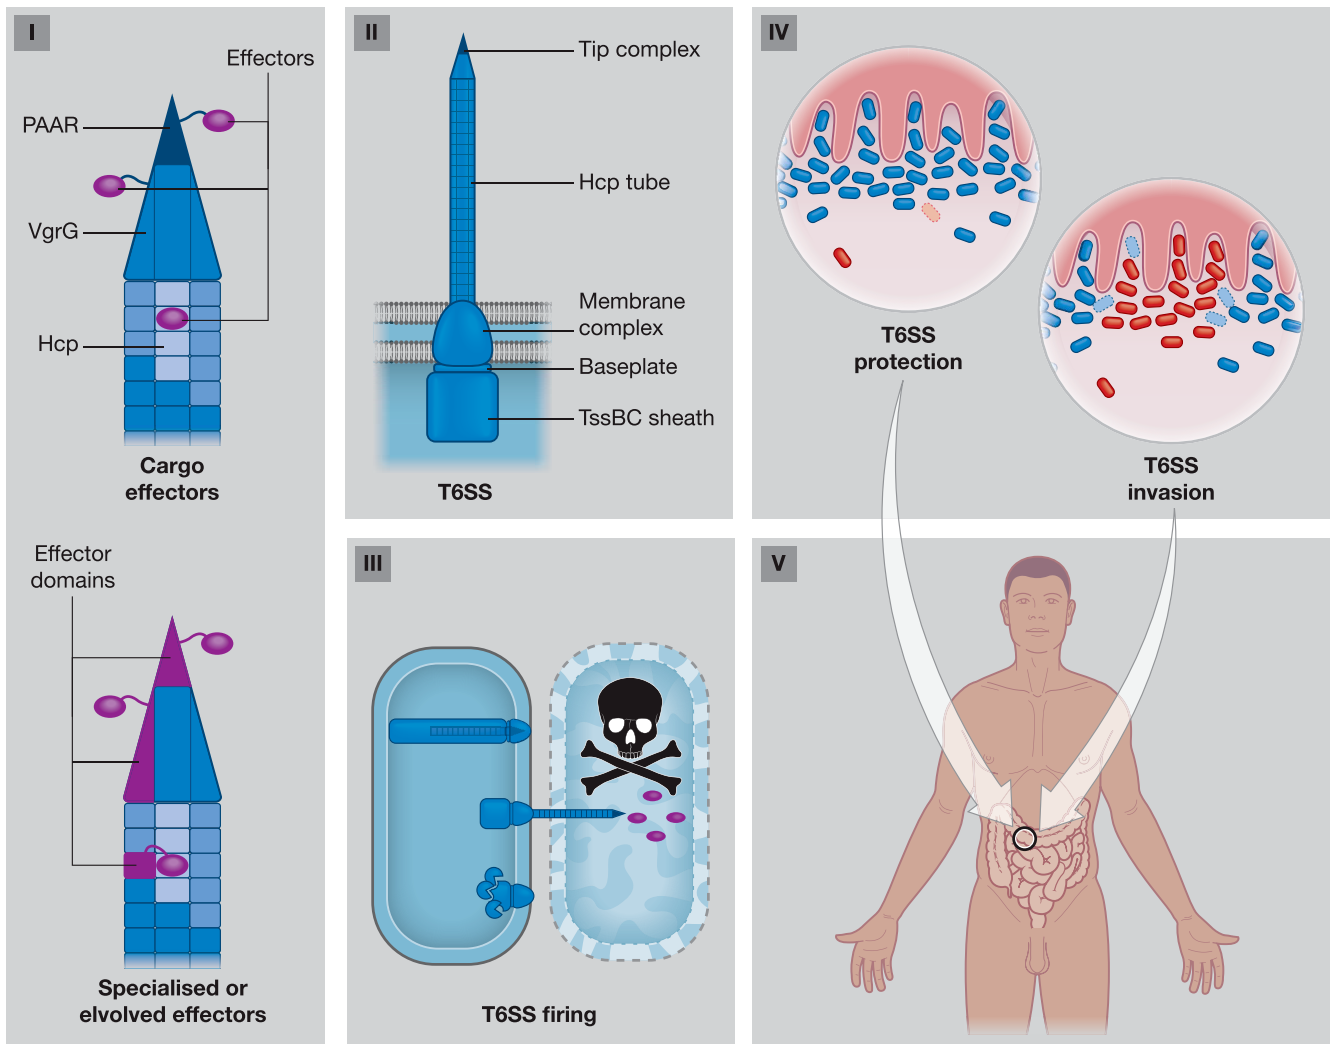 I
Effectors
PAAR
VgrG
Hcp
Cargo
effectors
Effector
domains
Specialised or
elvolved effectors
II
Tip complex
Hcp tube
Membrane
complex
Baseplate
TssBC sheath
T6SS
III
T6SS firing
IV
T6SS
protection
T6SS
invasion
V